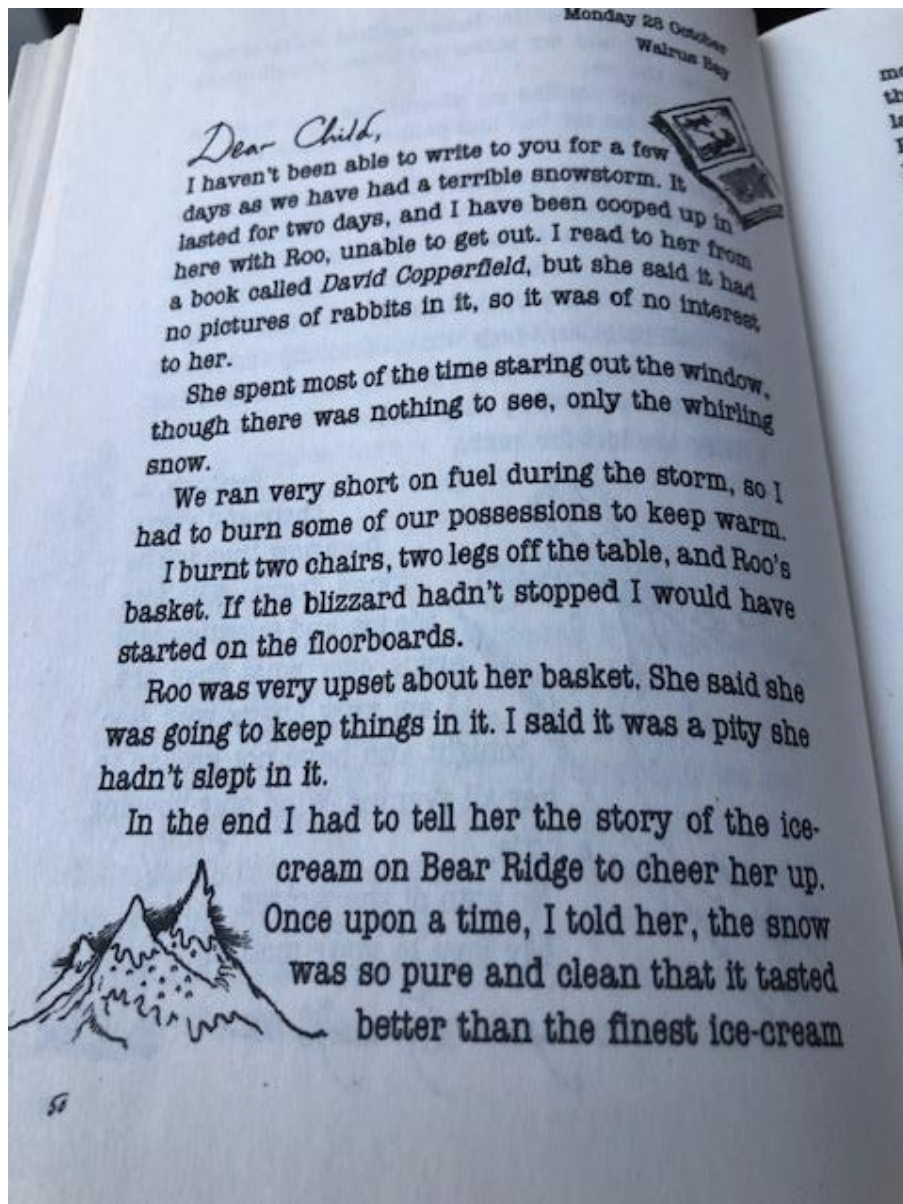 Monday 28 October
Walrus Bay
Dear Child,
I haven't been able to write to you for a few
days as we have had a terrible snowstorm. It
lasted for two days, and I have been cooped up in
here with Roo, unable to get out. I read to her from
a book called David Copperfield, but she said it had
no pictures of rabbits in it, so it was of no interest
to her.
She spent most of the time staring out the window,
though there was nothing to see, only the whirling
snow.
We ran very short on fuel during the storm, so I
had to burn some of our possessions to keep warm.
I burnt two chairs, two legs off the table, and Roo's
basket. If the blizzard hadn't stopped I would have
started on the floorboards.
Roo was very upset about her basket. She said she
was going to keep things in it. I said it was a pity she
hadn't slept in it.
In the end I had to tell her the story of the ice-
cream on Bear Ridge to cheer her up.
Once upon a time, I told her, the snow
was so pure and clean that it tasted
better than the finest ice-cream